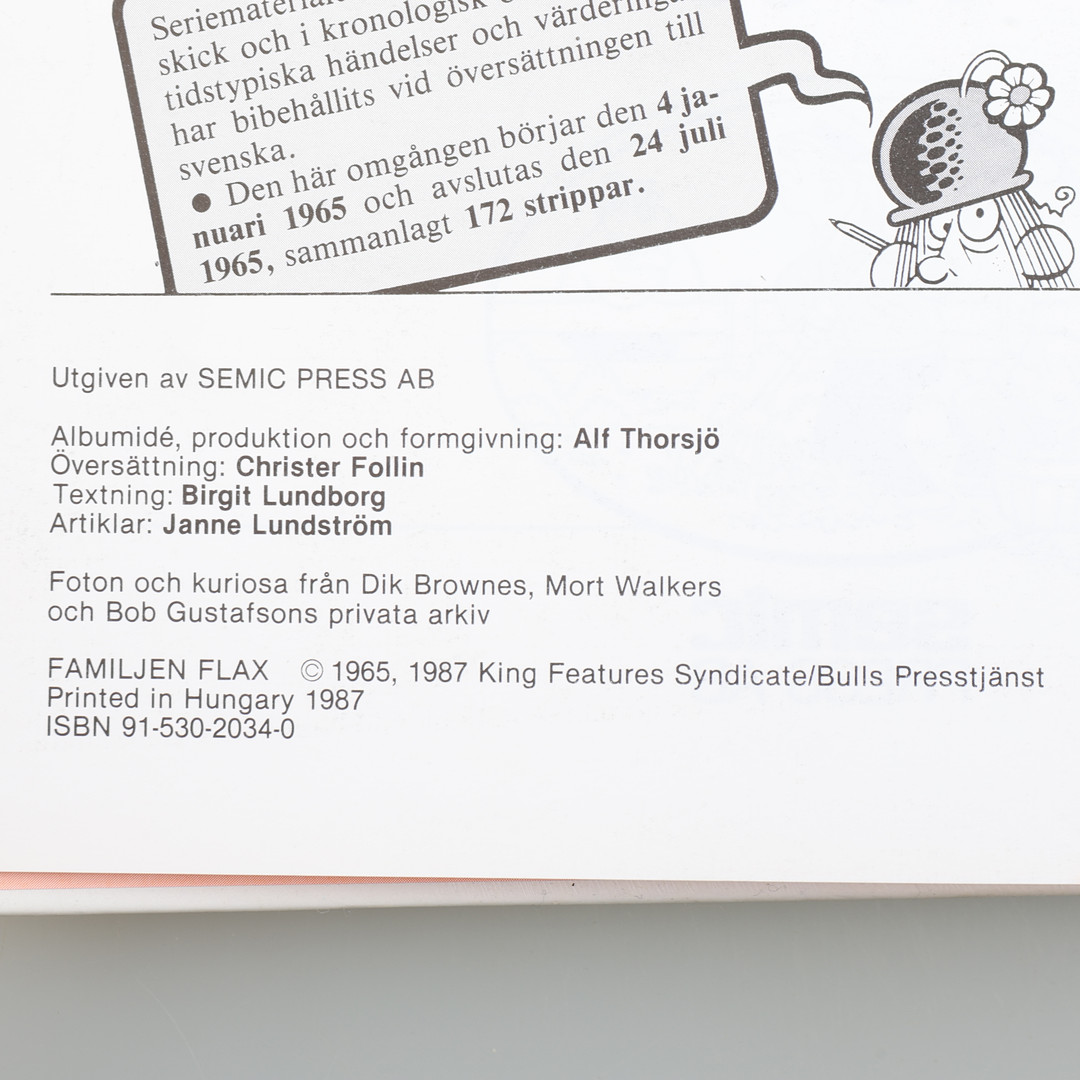 Seriematerial
skick och i kronologisk
tidstypiska händelser och
har bibehållits vid översättningen till
svenska.
● Den här omgången börjar den 4 ja-
nuari 1965 och avslutas den 24 juli
1965, sammanlagt 172 strippar.
Utgiven av SEMIC PRESS AB
Albumidé, produktion och formgivning: Alf Thorsjö
Översättning: Christer Follin
Textning: Birgit Lundborg
Artiklar: Janne Lundström
Foton och kuriosa från Dik Brownes, Mort Walkers
och Bob Gustafsons privata arkiv
FAMILJEN FLAX © 1965, 1987 King Features Syndicate/Bulls Presstjänst
Printed in Hungary 1987
ISBN 91-530-2034-0